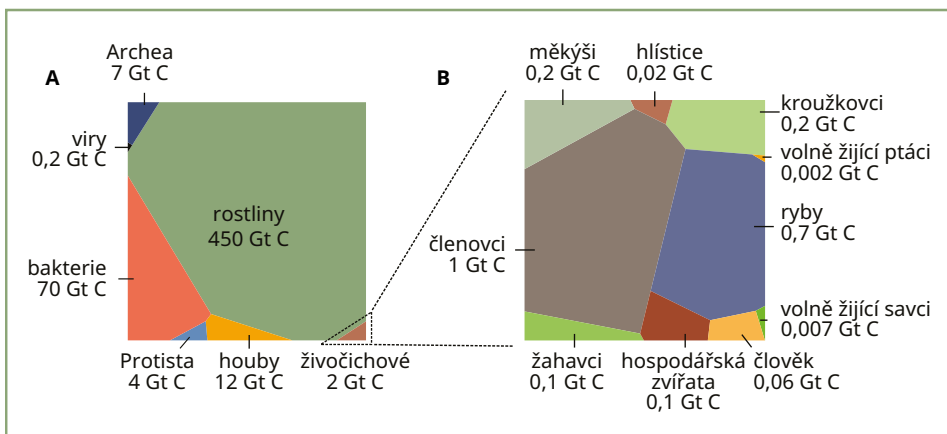 A
Archea
7 Gt C
viry
0,2 Gt C
rostliny
450 Gt C
bakterie
70 Gt C
Protista
4 Gt C
houby
12 Gt C
živočichové
2 Gt C
B
měkýši
0,2 Gt C
hlístice
0,02 Gt C
kroužkovci
0,2 Gt C
volně žijící ptáci
0,002 Gt C
ryby
0,7 Gt C
členovci
1 Gt C
volně žijící savci
0,007 Gt C
žahavci
0,1 Gt C
hospodářská
zvířata
0,1 Gt C
člověk
0,06 Gt C